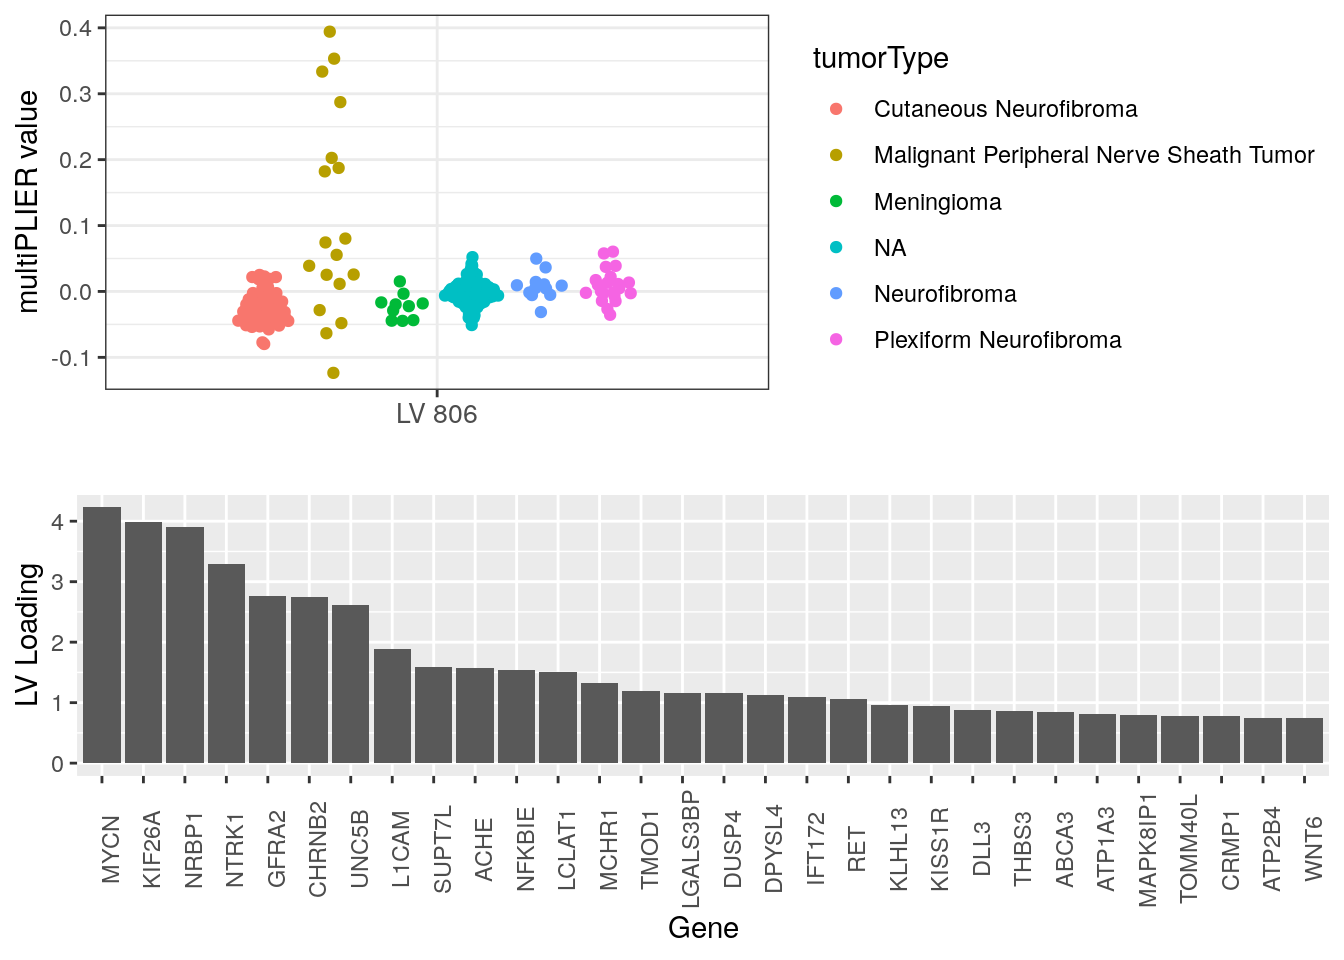 multiPLIER value
0.4
0.3
0.2
0.1
0.0
-0.1
LV 806
tumorType
Cutaneous Neurofibroma
Malignant Peripheral Nerve Sheath Tumor
Meningioma
NA
Neurofibroma
Plexiform Neurofibroma
LV Loading
4
3
2
1
0
MYCN
KIF26A
NRBP1
NTRK1
GFRA2
CHRNB2
UNC5B
L1CAM
SUPT7L
ACHE
NFKBIE
LCLAT1
MCHR1
TMOD1
LGALS3BP
DUSP4
DPYSL4
IFT172
RET
KLHL13
KISS1R
DLL3
THBS3
ABCA3
ATP1A3
MAPK8IP1
TOMM40L
CRMP1
ATP2B4
WNT6
Gene